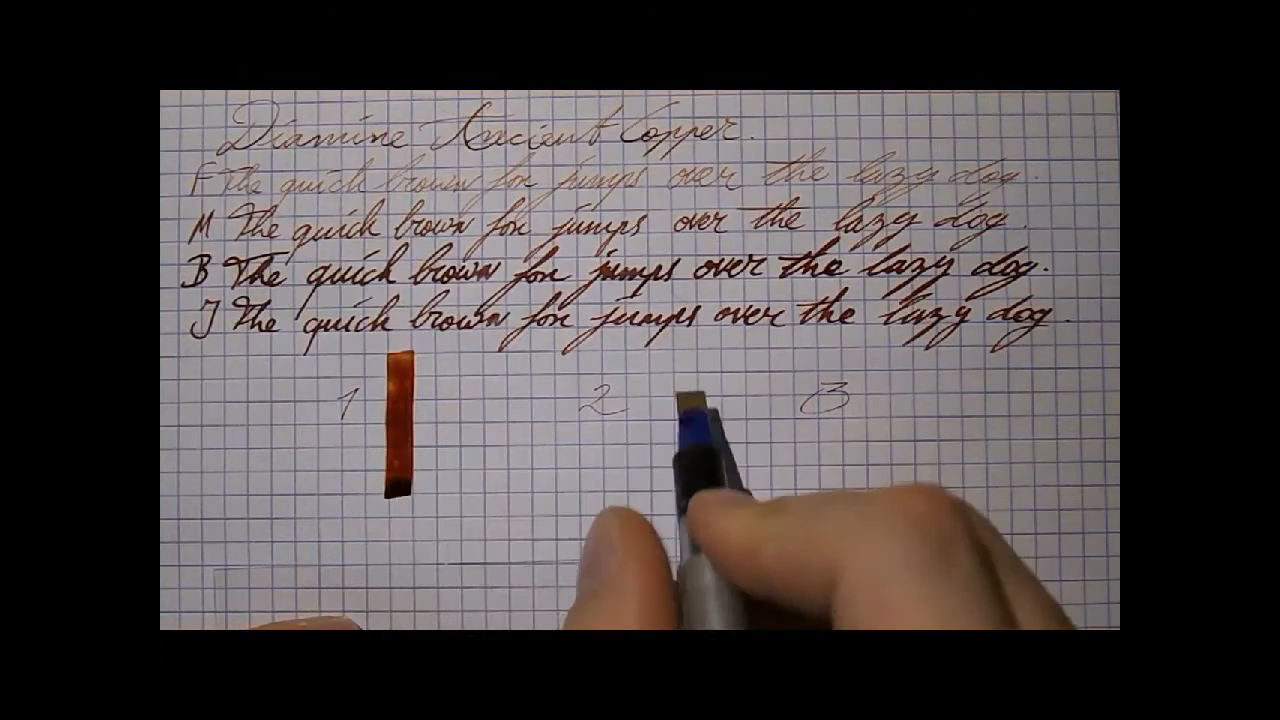 Diamine Ancient Copper.
F The quick brown fox jumps over the lazy dog.
M The quick brown fox jumps over the lazy dog.
B The quick brown fox jumps over the lazy dog.
J The quick brown fox jumps over the lazy dog.
1 2 3